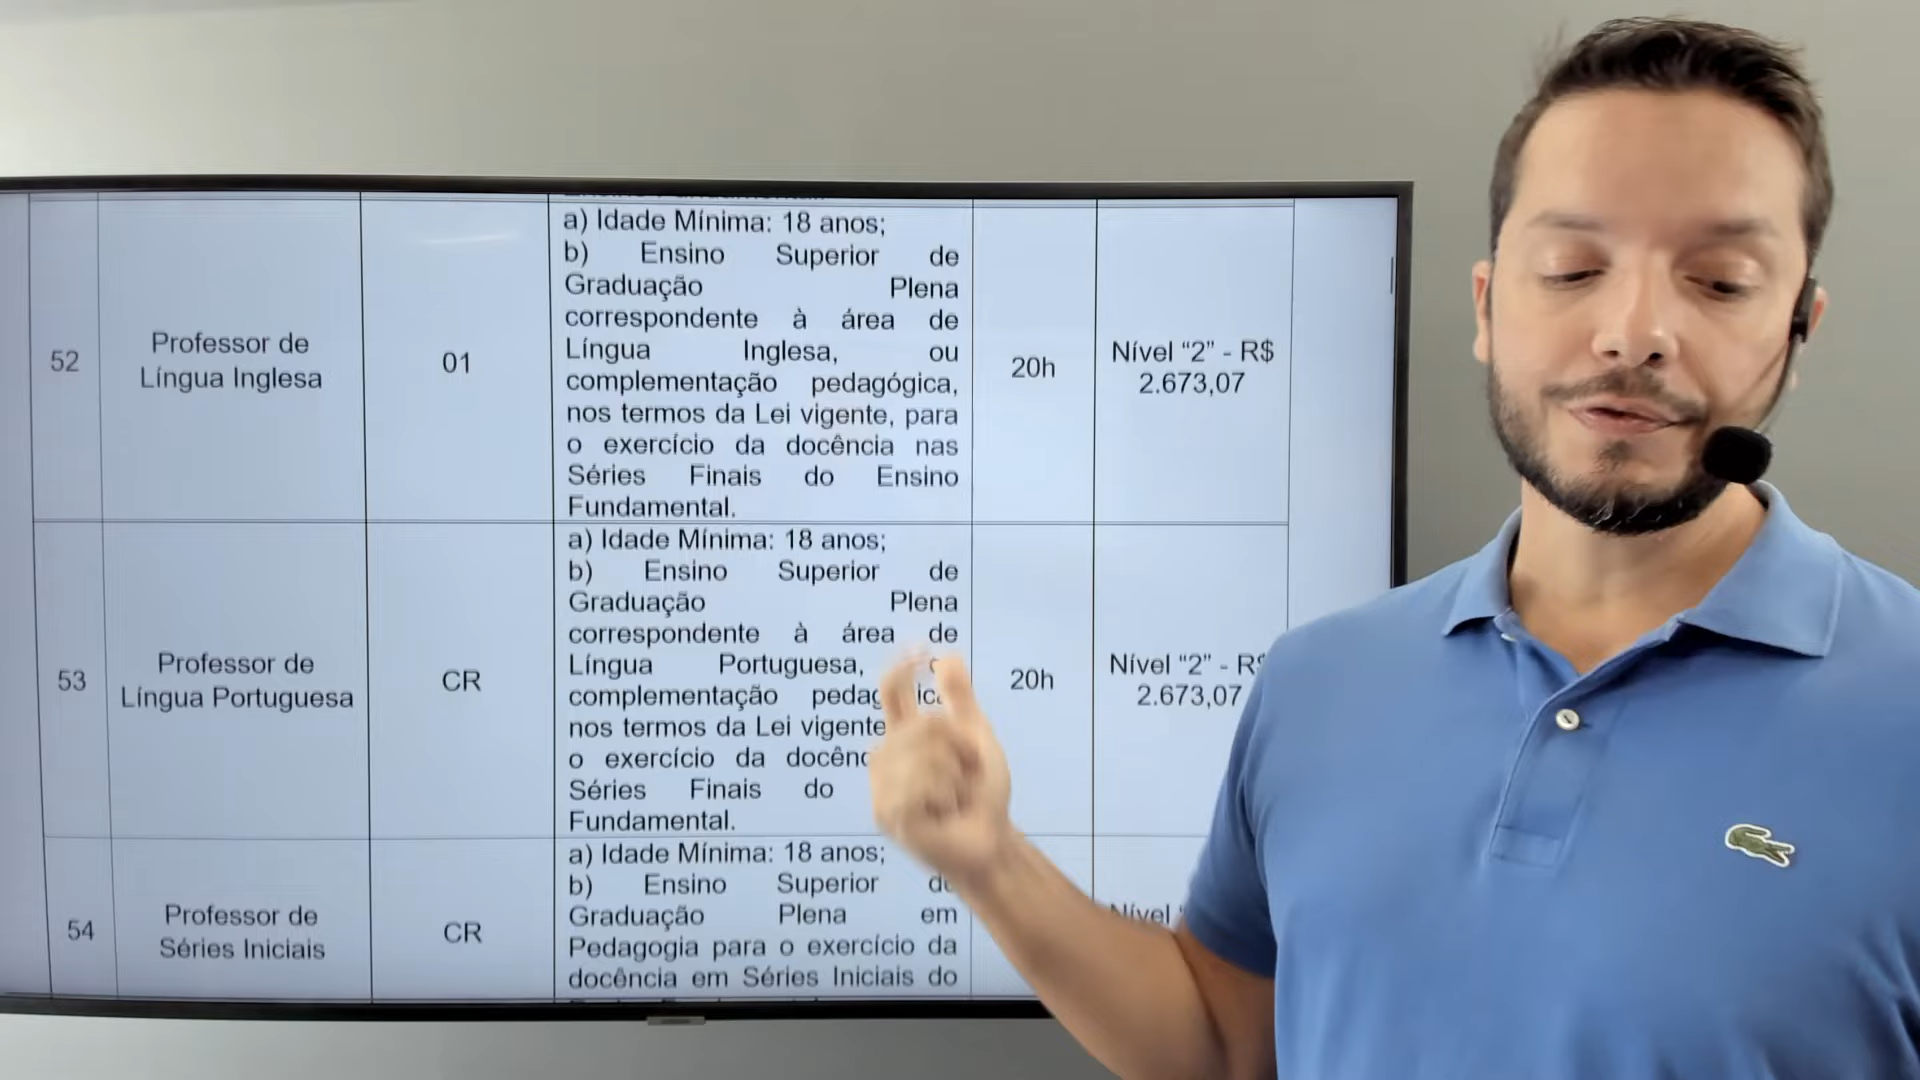 52
Professor de
Língua Inglesa
01
a) Idade Mínima: 18 anos;
b) Ensino Superior de
Graduação Plena
correspondente à área de
Língua Inglesa, ou
complementação pedagógica,
nos termos da Lei vigente, para
o exercício da docência nas
Séries Finais do Ensino
Fundamental.
20h
Nível “2” - R$
2.673,07
53
Professor de
Língua Portuguesa
CR
a) Idade Mínima: 18 anos;
b) Ensino Superior de
Graduação Plena
correspondente à área de
Língua Portuguesa,
complementação
nos termos da Lei vigente
o exercício da
Séries Finais do
Fundamental.
20h
Nível “2” - R$
2.673,07
54
Professor de
Séries Iniciais
CR
a) Idade Mínima: 18 anos;
b) Ensino Superior de
Graduação Plena em
Pedagogia para o exercício da
docência em Séries Iniciais do
Nível